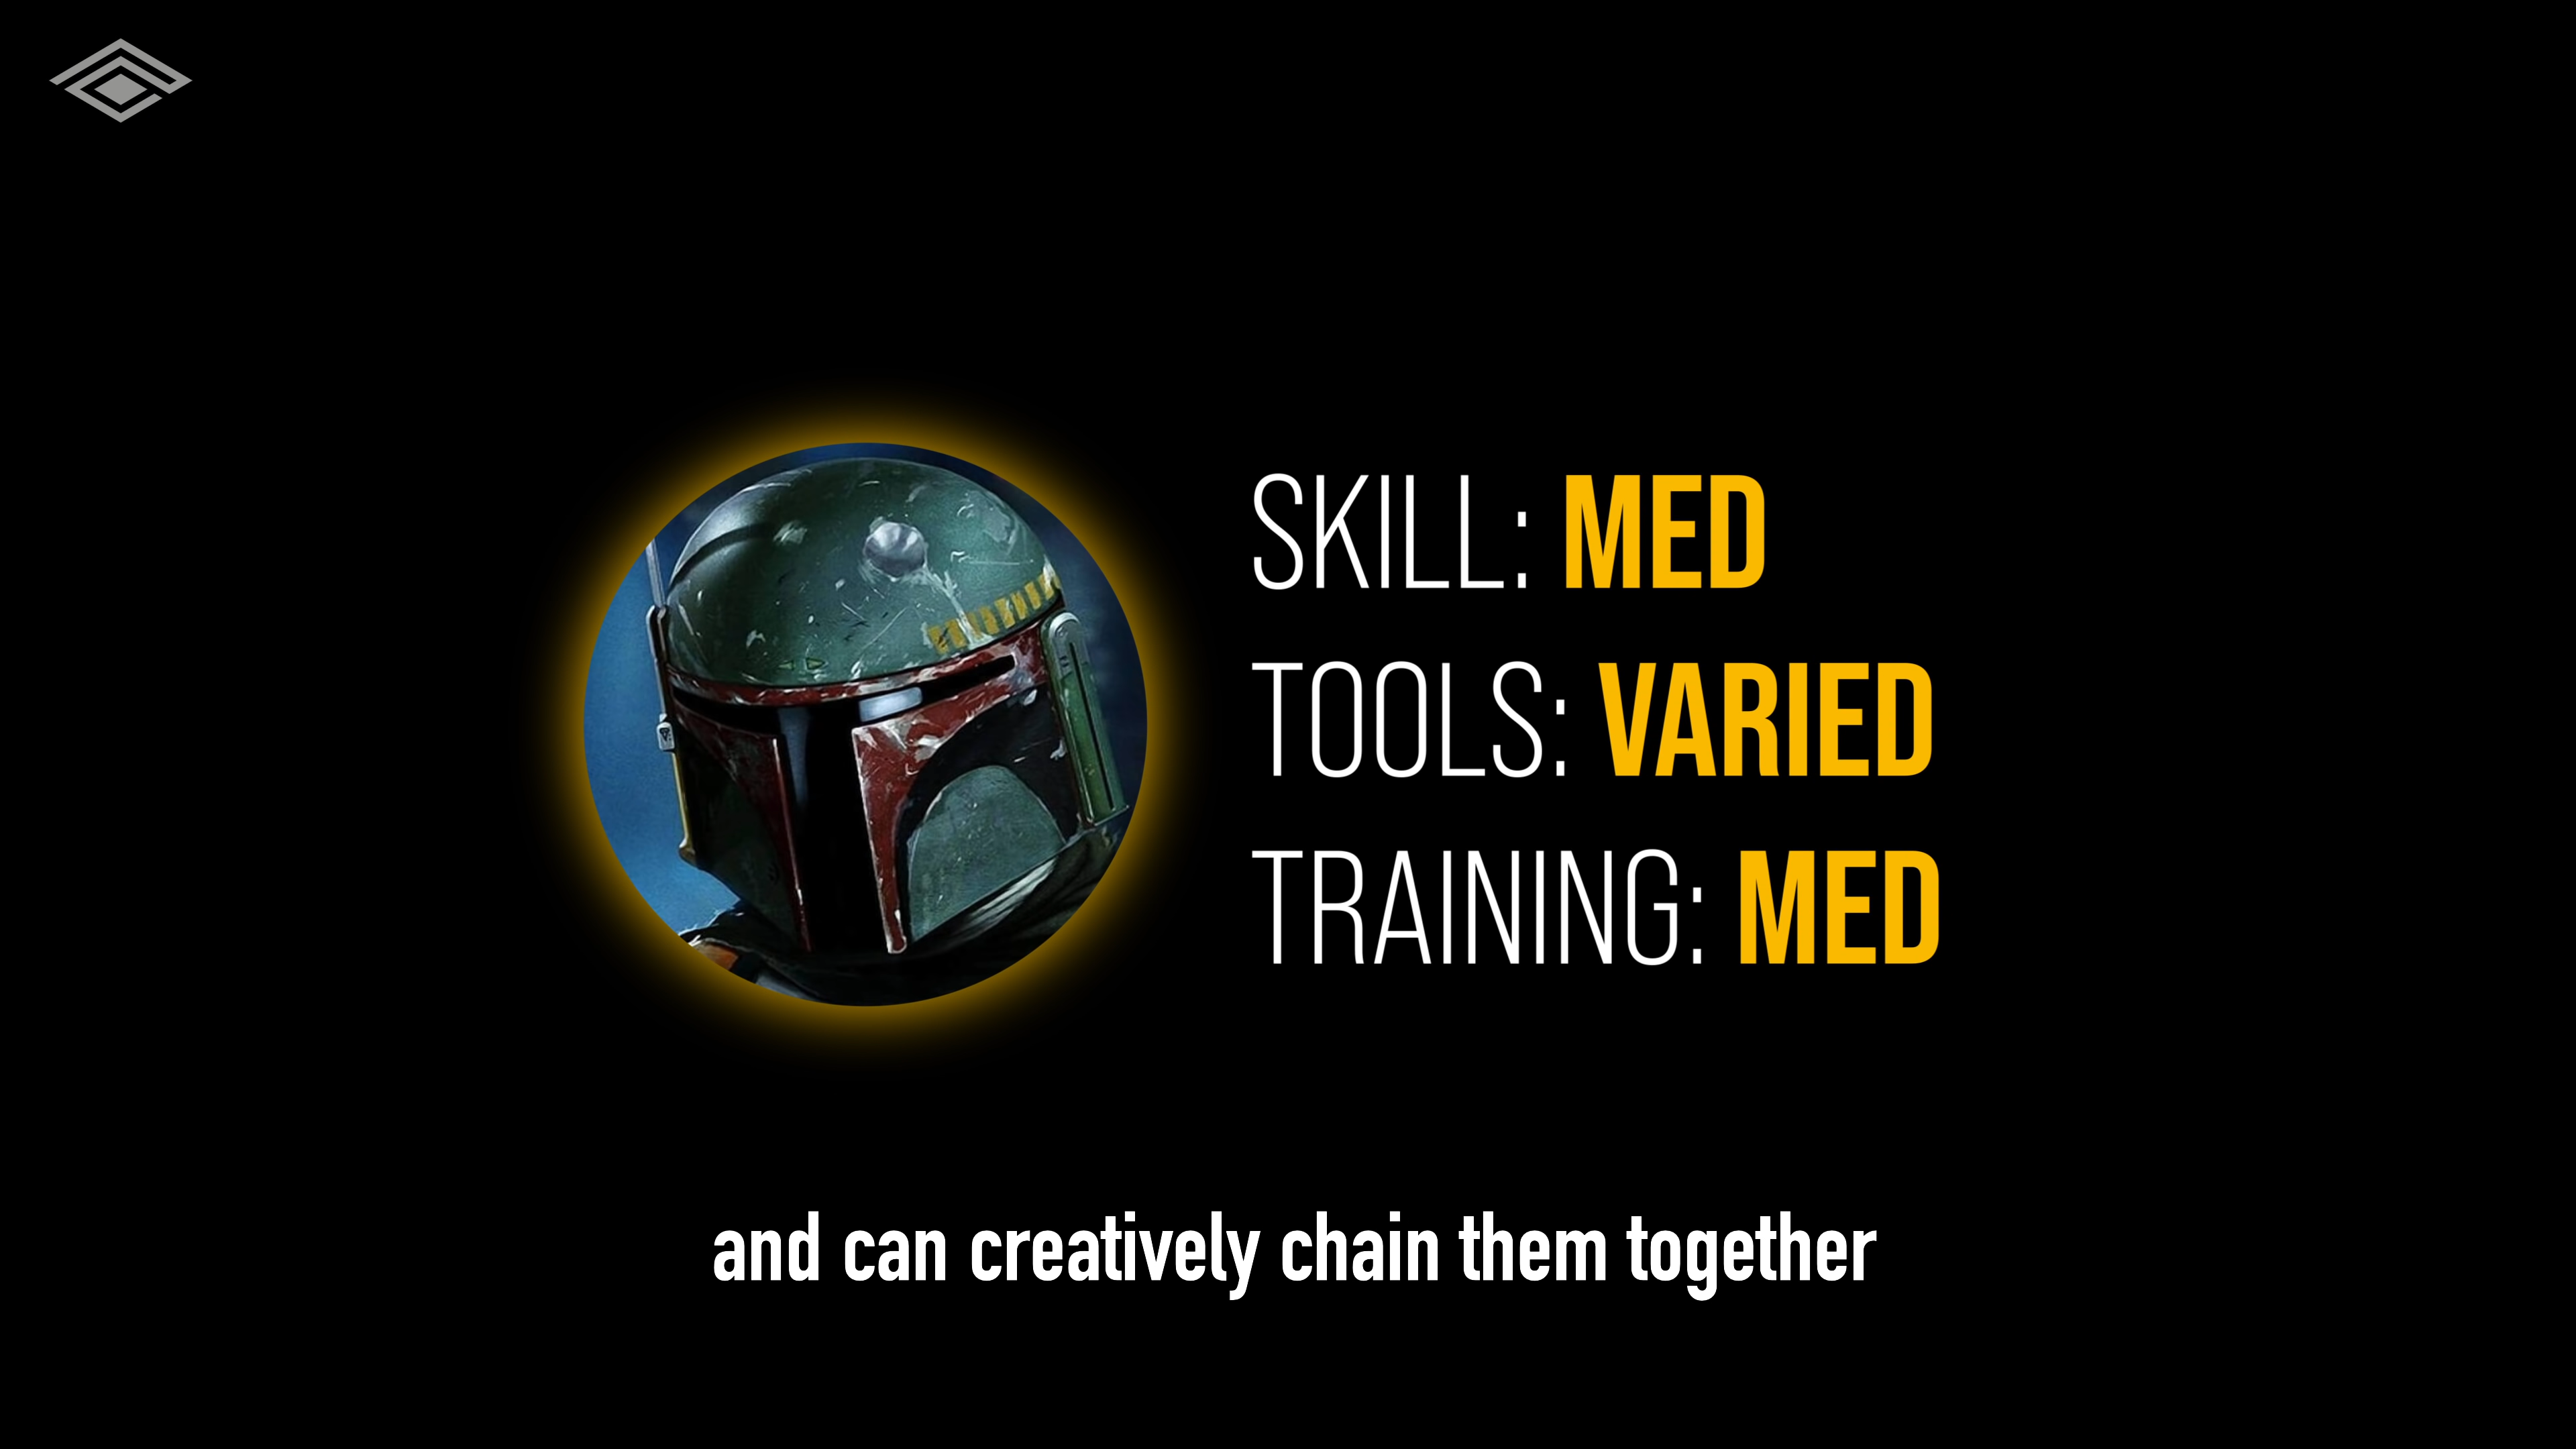 SKILL: MED
TOOLS: VARIED
TRAINING: MED
and can creatively chain them together